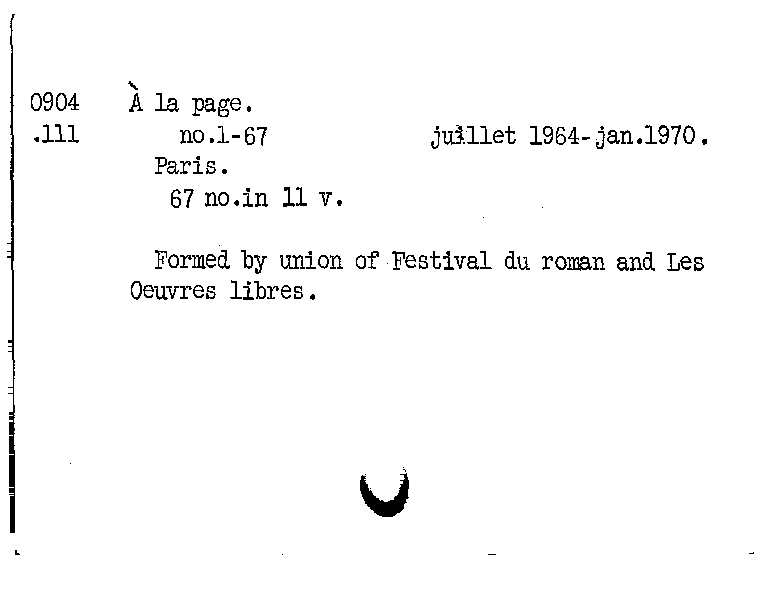 0904 À la page.
.111 no.1-67 juillet 1964-jan.1970.
Paris.
67 no.in 11 v.
Formed by union of Festival du roman and Les
Oeuvres libres.